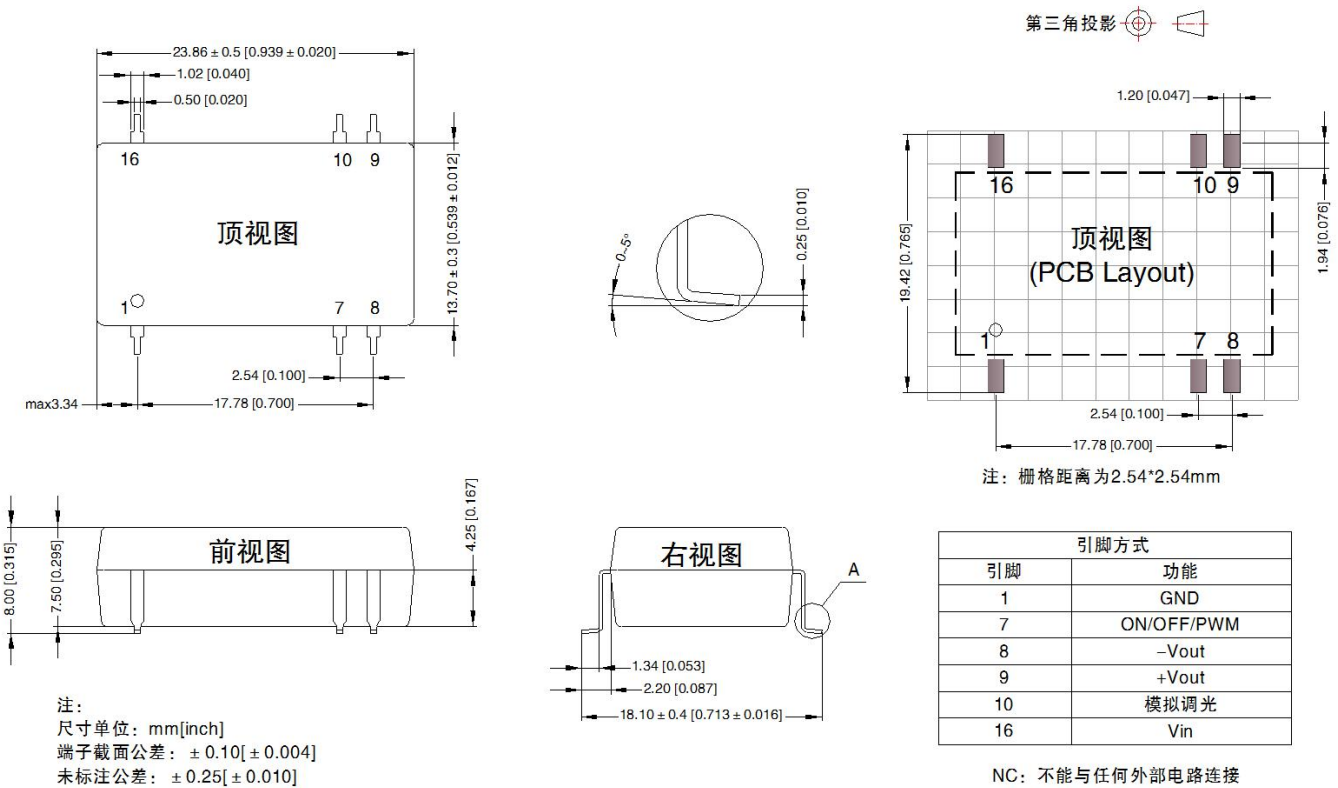 第三角投影
23.86 ± 0.5 [0.939 ± 0.020]
1.02 [0.040]
0.50 [0.020]
16 10 9
顶视图
1 7 8
13.70 ± 0.3 [0.539 ± 0.012]
2.54 [0.100]
max3.34
17.78 [0.700]
0~5°
0.25 [0.010]
1.20 [0.047]
16 10 9
顶视图
(PCB Layout)
1 7 8
19.42 [0.765]
1.94 [0.076]
2.54 [0.100]
17.78 [0.700]
注：栅格距离为2.54*2.54mm
前视图
8.00 [0.315]
7.50 [0.295]
4.25 [0.167]
右视图
A
1.34 [0.053]
2.20 [0.087]
18.10 ± 0.4 [0.713 ± 0.016]
注：
尺寸单位：mm[inch]
端子截面公差：± 0.10[ ± 0.004]
未标注公差：± 0.25[ ± 0.010]
引脚方式
引脚 功能
1 GND
7 ON/OFF/PWM
8 −Vout
9 +Vout
10 模拟调光
16 Vin
NC：不能与任何外部电路连接